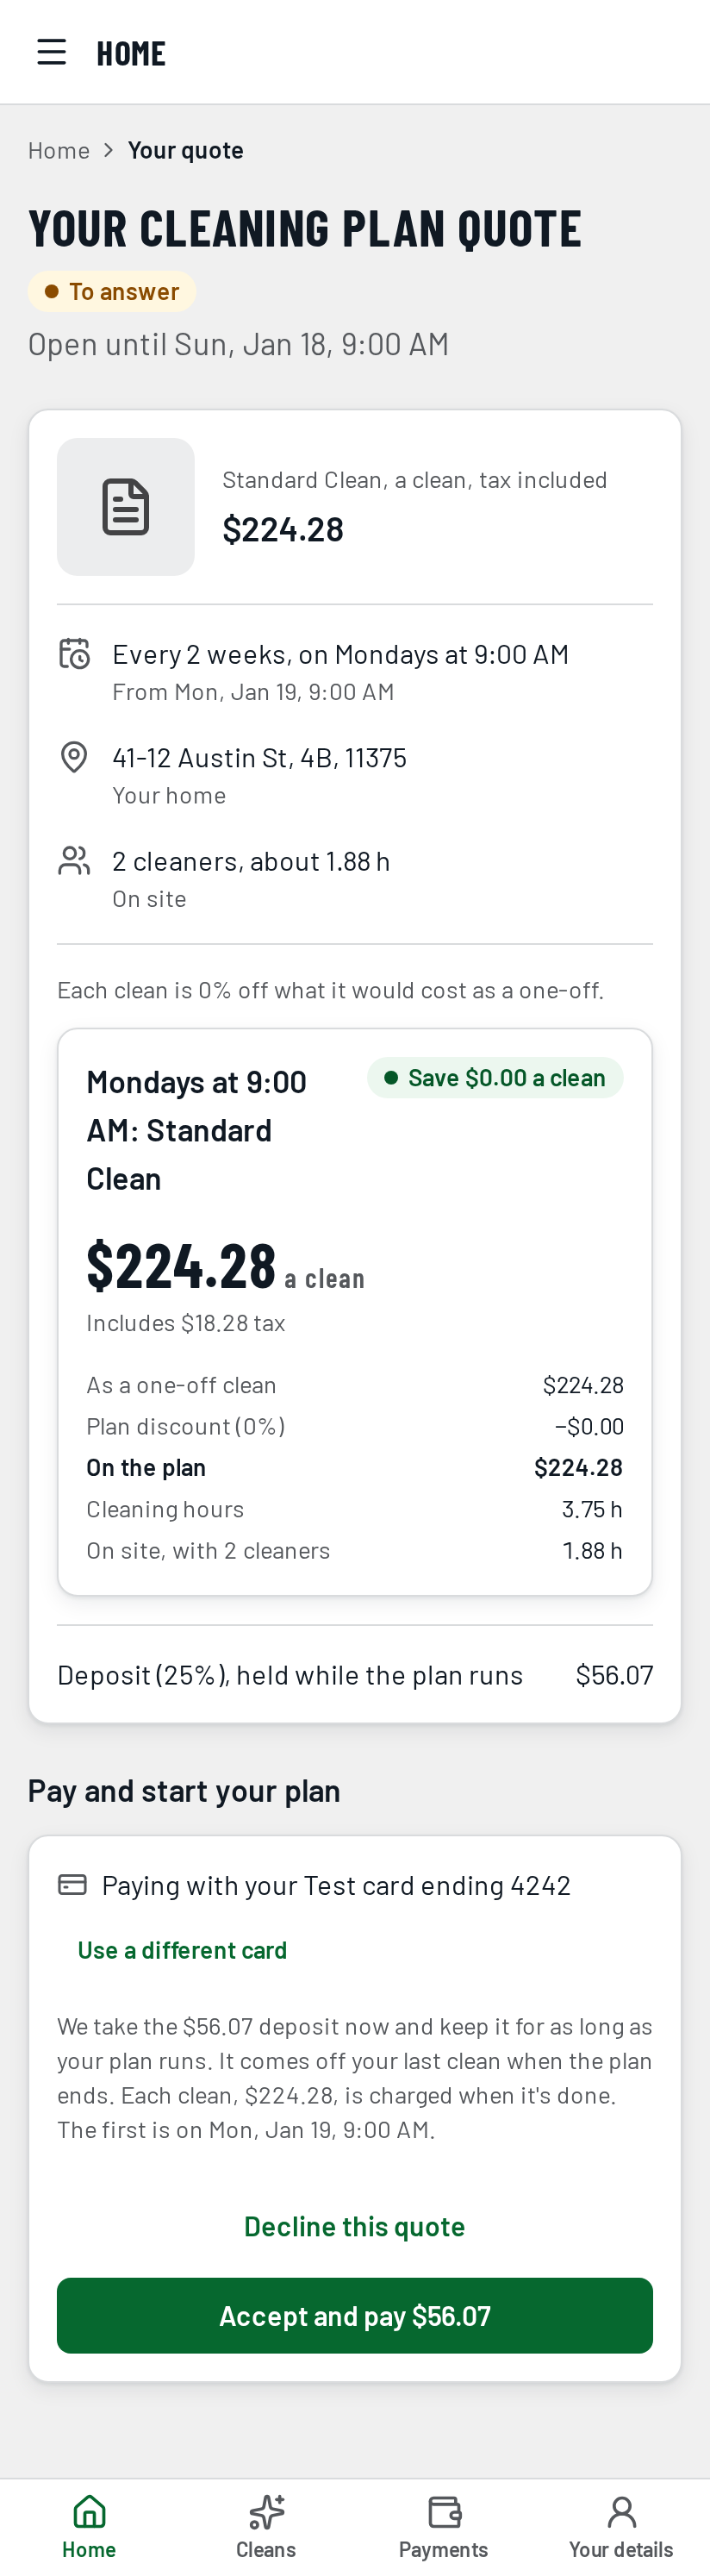 HOME
Home > Your quote
YOUR CLEANING PLAN QUOTE
To answer
Open until Sun, Jan 18, 9:00 AM
Standard Clean, a clean, tax included
$224.28
Every 2 weeks, on Mondays at 9:00 AM
From Mon, Jan 19, 9:00 AM
41-12 Austin St, 4B, 11375
Your home
2 cleaners, about 1.88 h
On site
Each clean is 0% off what it would cost as a one-off.
Mondays at 9:00
AM: Standard
Clean
Save $0.00 a clean
$224.28 a clean
Includes $18.28 tax
As a one-off clean $224.28
Plan discount (0%) −$0.00
On the plan $224.28
Cleaning hours 3.75 h
On site, with 2 cleaners 1.88 h
Deposit (25%), held while the plan runs $56.07
Pay and start your plan
Paying with your Test card ending 4242
Use a different card
We take the $56.07 deposit now and keep it for as long as
your plan runs. It comes off your last clean when the plan
ends. Each clean, $224.28, is charged when it's done.
The first is on Mon, Jan 19, 9:00 AM.
Decline this quote
Accept and pay $56.07
Home Cleans Payments Your details